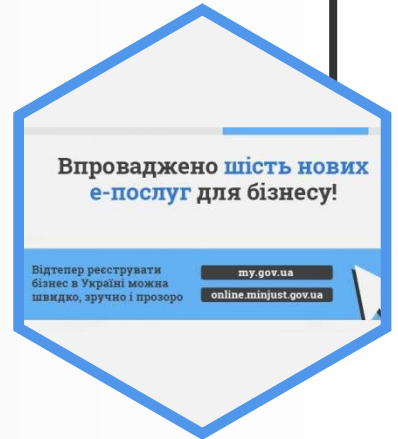 Впроваджено шість нових
е-послуг для бізнесу!
Відтепер реєструвати
бізнес в Україні можна
швидко, зручно і прозоро
my.gov.ua
online.minjust.gov.ua